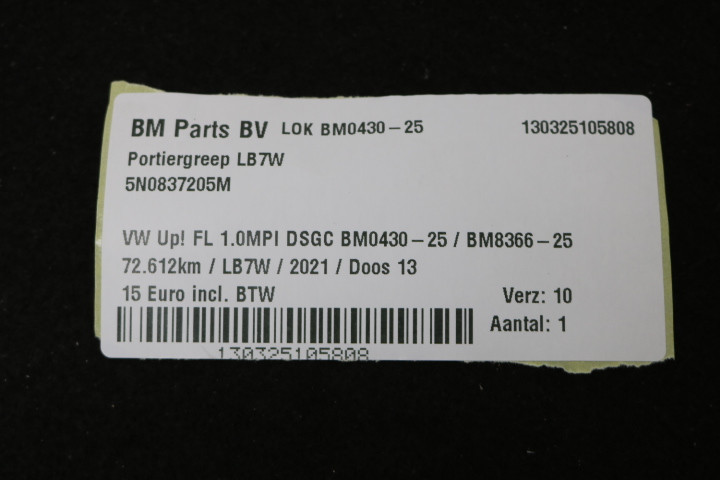 BM Parts BV LOK BM0430-25 130325105808
Portiergreep LB7W
5N0837205M
VW Up! FL 1.0MPI DSGC BM0430-25 / BM8366-25
72.612km / LB7W / 2021 / Doos 13
15 Euro incl. BTW Verz: 10
Aantal: 1
130325105808